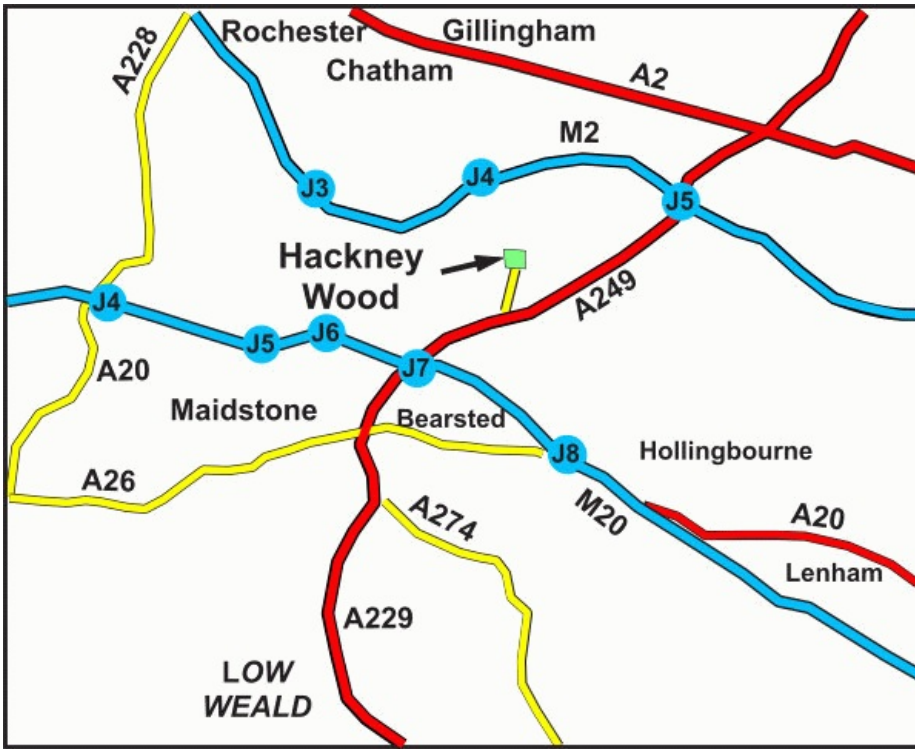 A228
Rochester
Gillingham
Chatham
A2
M2
J3
J4
J5
Hackney
Wood
A249
J4
J5
J6
J7
A20
Maidstone
Bearsted
J8
Hollingbourne
A26
M20
A274
A20
Lenham
A229
LOW
WEALD